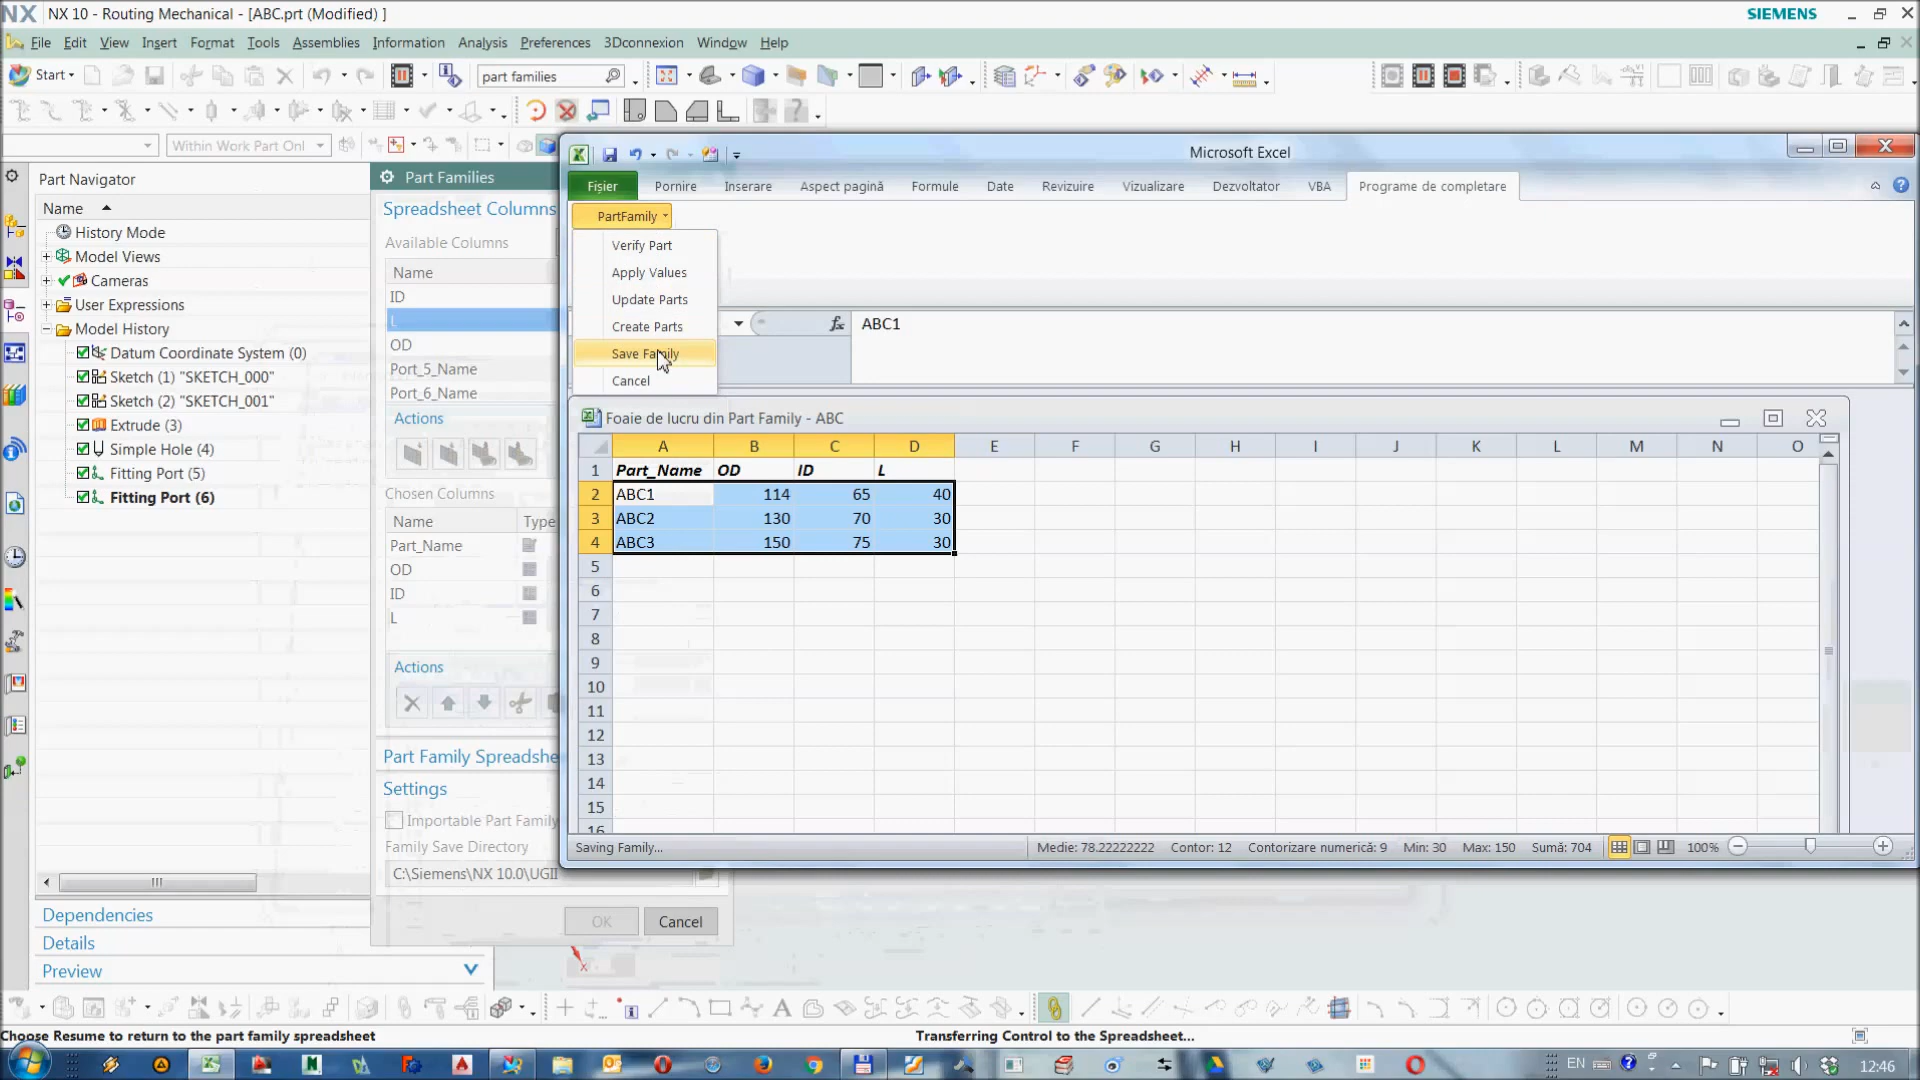 NX NX 10 - Routing Mechanical - [ABC.prt (Modified) ]
SIEMENS
File Edit View Insert Format Tools Assemblies Information Analysis Preferences 3Dconnexion Window Help
Start
part families
Within Work Part Onl
Part Navigator
Name
History Mode
Model Views
Cameras
User Expressions
Model History
Datum Coordinate System (0)
Sketch (1) "SKETCH_000"
Sketch (2) "SKETCH_001"
Extrude (3)
Simple Hole (4)
Fitting Port (5)
Fitting Port (6)
Dependencies
Details
Preview
Part Families
Spreadsheet Columns
Available Columns
Name
ID
L
OD
Port_5_Name
Port_6_Name
Actions
Chosen Columns
Name Type
Part_Name
OD
ID
L
Actions
Part Family Spreadshe
Settings
Importable Part Family
Family Save Directory
C:\Siemens\NX 10.0\UGII
OK Cancel
Microsoft Excel
Fișier Pornire Inserare Aspect pagină Formule Date Revizuire Vizualizare Dezvoltator VBA Programe de completare
PartFamily
Verify Part
Apply Values
Update Parts
Create Parts
Save Family
Cancel
fx ABC1
Foaie de lucru din Part Family - ABC
A B C D E F G H I J K L M N O
1 Part_Name OD ID L
2 ABC1 114 65 40
3 ABC2 130 70 30
4 ABC3 150 75 30
5
6
7
8
9
10
11
12
13
14
15
16
Saving Family... Medie: 78.22222222 Contor: 12 Contorizare numerică: 9 Min: 30 Max: 150 Sumă: 704 100%
Choose Resume to return to the part family spreadsheet
Transferring Control to the Spreadsheet...
EN 12:46